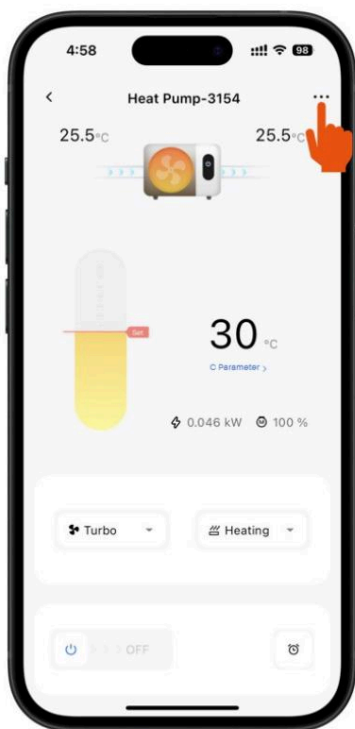 4:58 98
Heat Pump-3154
25.5°C 25.5°C
Set
30 °C
C Parameter >
0.046 kW 100 %
Turbo Heating
OFF